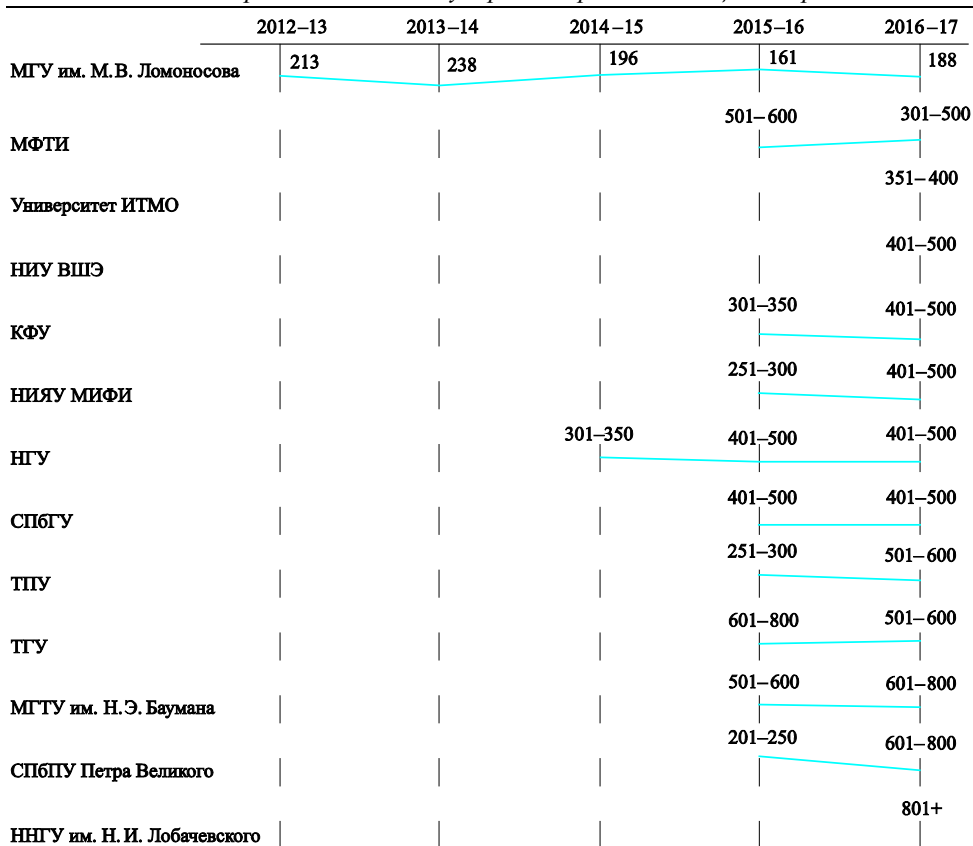 2012–13 2013–14 2014–15 2015–16 2016–17
МГУ им. М.В. Ломоносова 213 238 196 161 188
МФТИ 501–600 301–500
Университет ИТМО 351–400
НИУ ВШЭ 401–500
КФУ 301–350 401–500
НИЯУ МИФИ 251–300 401–500
НГУ 301–350 401–500 401–500
СПбГУ 401–500 401–500
ТПУ 251–300 501–600
ТГУ 601–800 501–600
МГТУ им. Н.Э. Баумана 501–600 601–800
СПбПУ Петра Великого 201–250 601–800
ННГУ им. Н.И. Лобачевского 801+